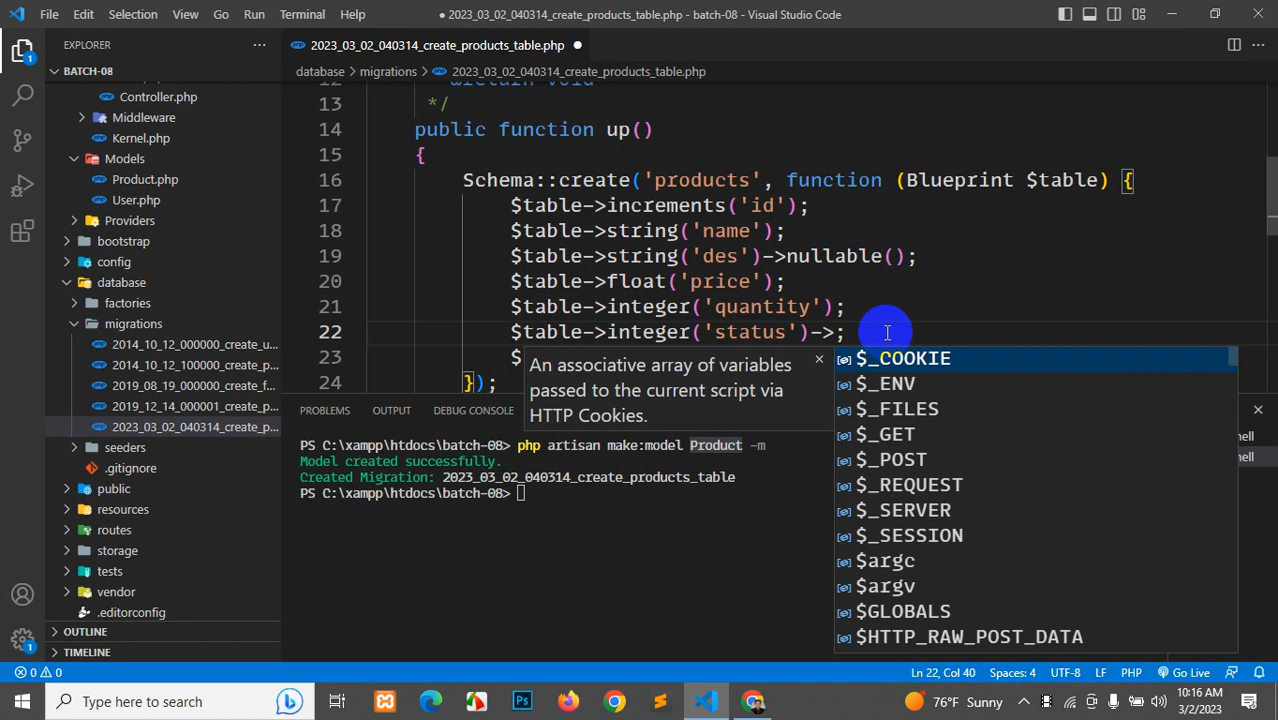 File Edit Selection View Go Run Terminal Help
● 2023_03_02_040314_create_products_table.php - batch-08 - Visual Studio Code
EXPLORER
2023_03_02_040314_create_products_table.php ●
BATCH-08
database > migrations > 2023_03_02_040314_create_products_table.php
Controller.php
Middleware
Kernel.php
Models
Product.php
User.php
Providers
bootstrap
config
database
factories
migrations
2014_10_12_000000_create_u...
2014_10_12_100000_create_p...
2019_08_19_000000_create_f...
2019_12_14_000001_create_p...
2023_03_02_040314_create_p...
seeders
.gitignore
public
resources
routes
storage
tests
vendor
.editorconfig
OUTLINE
TIMELINE
13 */
14 public function up()
15 {
16 Schema::create('products', function (Blueprint $table) {
17 $table->increments('id');
18 $table->string('name');
19 $table->string('des')->nullable();
20 $table->float('price');
21 $table->integer('quantity');
22 $table->integer('status')->;
23 $
24 });
An associative array of variables
passed to the current script via
HTTP Cookies.
$_COOKIE
$_ENV
$_FILES
$_GET
$_POST
$_REQUEST
$_SERVER
$_SESSION
$argc
$argv
$GLOBALS
$HTTP_RAW_POST_DATA
PROBLEMS OUTPUT DEBUG CONSOLE
PS C:\xampp\htdocs\batch-08> php artisan make:model Product -m
Model created successfully.
Created Migration: 2023_03_02_040314_create_products_table
PS C:\xampp\htdocs\batch-08>
hell
hell
0 0 Ln 22, Col 40 Spaces: 4 UTF-8 LF PHP Go Live
Type here to search
Ps
76°F Sunny
10:16 AM
3/2/2023